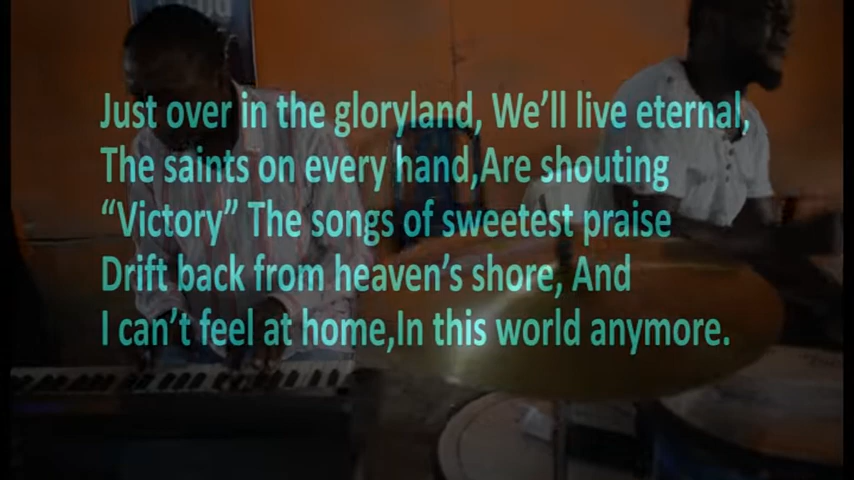 Just over in the gloryland, We’ll live eternal,
The saints on every hand,Are shouting
“Victory” The songs of sweetest praise
Drift back from heaven’s shore, And
I can’t feel at home,In this world anymore.